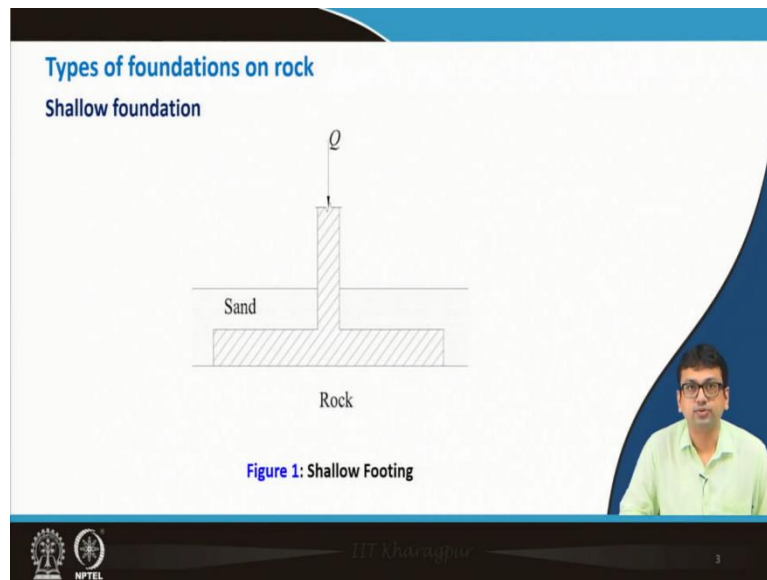 Types of foundations on rock
Shallow foundation
Q
Sand
Rock
Figure 1: Shallow Footing
NPTEL
IIT Kharagpur
3